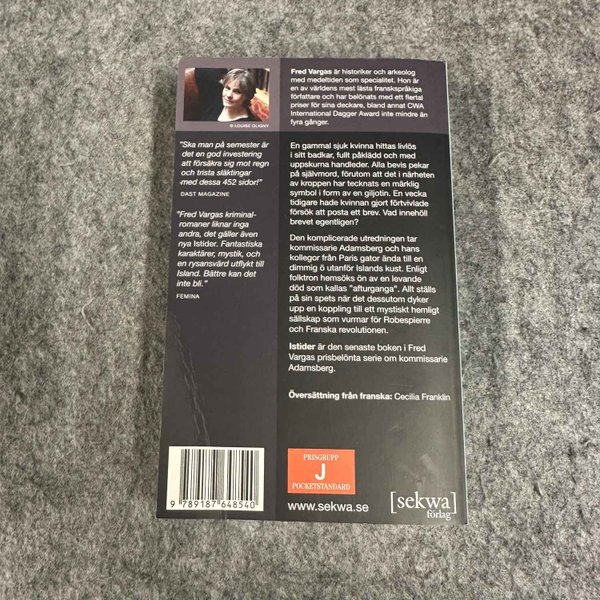 © LOUISE OLIGNY
"Ska man på semester är
det en god investering
att försäkra sig mot regn
och trista släktingar
med dessa 452 sidor!"
DAST MAGAZINE
"Fred Vargas kriminal-
romaner liknar inga
andra, det gäller även
nya Istider. Fantastiska
karaktärer, mystik, och
en rysansvärd utflykt till
Island. Bättre kan det
inte bli."
FEMINA
Fred Vargas är historiker och arkeolog
med medeltiden som specialitet. Hon är
en av världens mest lästa franskspråkiga
författare och har belönats med ett flertal
priser för sina deckare, bland annat CWA
International Dagger Award inte mindre än
fyra gånger.
En gammal sjuk kvinna hittas livlös
i sitt badkar, fullt påklädd och med
uppskurna handleder. Alla bevis pekar
på självmord, förutom att det i närheten
av kroppen har tecknats en märklig
symbol i form av en giljotin. En vecka
tidigare hade kvinnan gjort förtvivlade
försök att posta ett brev. Vad innehöll
brevet egentligen?
Den komplicerade utredningen tar
kommissarie Adamsberg och hans
kollegor från Paris gator ända till en
dimmig ö utanför Islands kust. Enligt
folktron hemsöks ön av en levande
död som kallas "afturganga". Allt ställs
på sin spets när det dessutom dyker
upp en koppling till ett mystiskt hemligt
sällskap som vurmar för Robespierre
och Franska revolutionen.
Istider är den senaste boken i Fred
Vargas prisbelönta serie om kommissarie
Adamsberg.
Översättning från franska: Cecilia Franklin
9 789187 648540
PRISGRUPP
J
POCKETSTANDARD
www.sekwa.se
[sekwa]
förlag